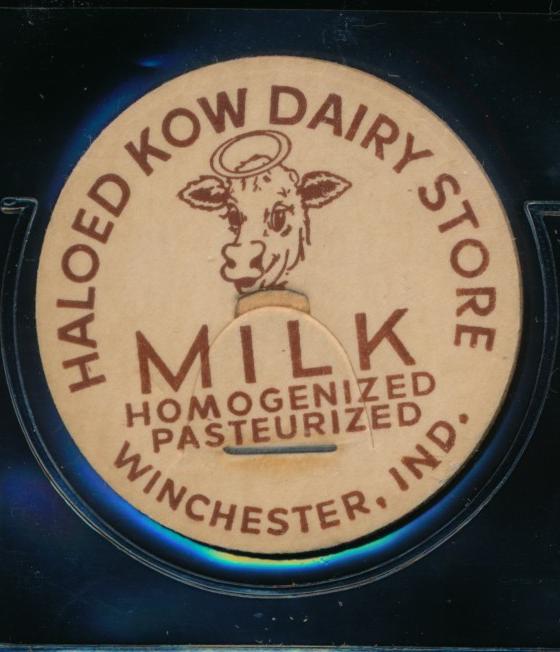 HALOED KOW DAIRY STORE
MILK
HOMOGENIZED
PASTEURIZED
WINCHESTER, IND.